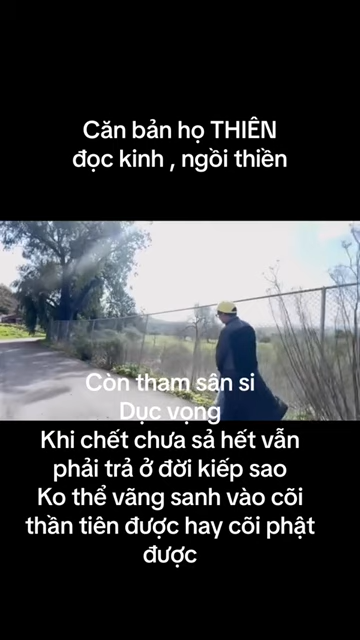 Căn bản họ THIÊN
đọc kinh , ngồi thiền
Còn tham sân si
Dục vọng
Khi chết chưa sả hết vẫn
phải trả ở đời kiếp sao
Ko thể vãng sanh vào cõi
thần tiên được hay cõi phật
được